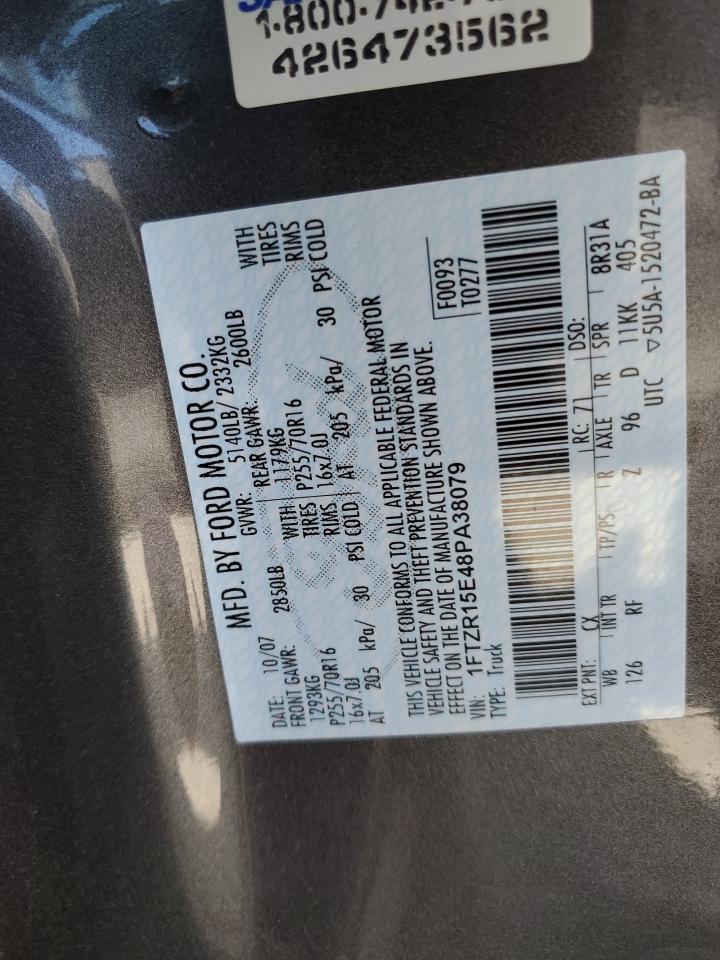 1-800-742-
426473562
MFD. BY FORD MOTOR CO.
DATE: 10/07 GVWR: 5140LB/ 2332KG
FRONT GAWR: 2850LB REAR GAWR: 2600LB
1293KG WITH 1179KG WITH
P255/70R16 TIRES P255/70R16 TIRES
16x7.0J RIMS 16x7.0J RIMS
AT 205 kPa/ 30 PSI COLD AT 205 kPa/ 30 PSI COLD
THIS VEHICLE CONFORMS TO ALL APPLICABLE FEDERAL MOTOR
VEHICLE SAFETY AND THEFT PREVENTION STANDARDS IN
EFFECT ON THE DATE OF MANUFACTURE SHOWN ABOVE.
VIN: 1FTZR15E48PA38079 F0093
TYPE: Truck T0277
EXT PNT: CX RC: 71 DSO:
WB INT TR TP/PS R AXLE TR SPR 8R31A
126 RF Z 96 D 11KK 405
UTC ▽5U5A-1520472-BA